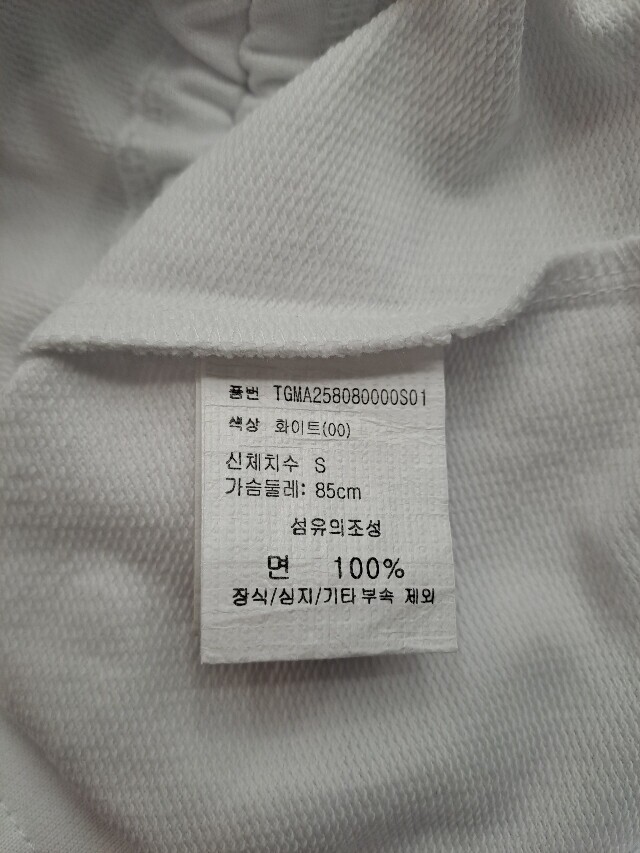 품번 TGMA258080000S01
색상 화이트(00)
신체치수 S
가슴둘레: 85cm
섬유의조성
면 100%
장식/심지/기타부속 제외